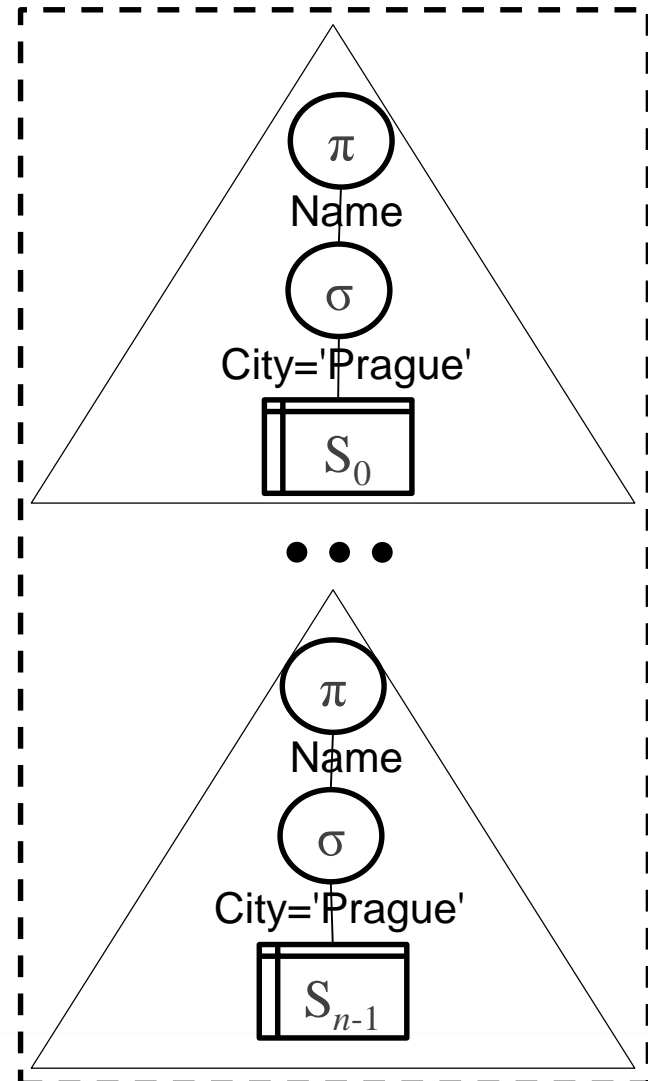 π
Name
σ
City='Prague'
S₀
• • •
π
Name
σ
City='Prague'
Sₙ₋₁